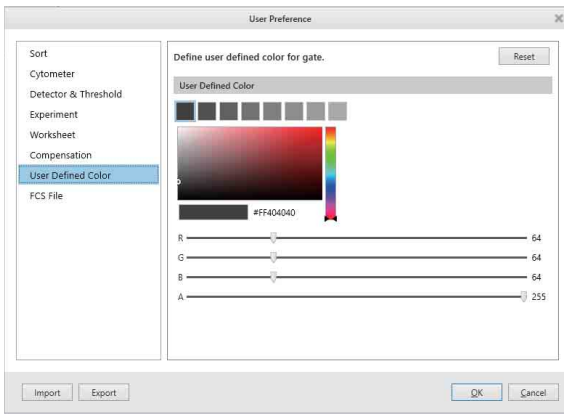 User Preference
Sort
Cytometer
Detector & Threshold
Experiment
Worksheet
Compensation
User Defined Color
FCS File
Define user defined color for gate.
Reset
User Defined Color
#FF404040
R 64
G 64
B 64
A 255
Import Export OK Cancel